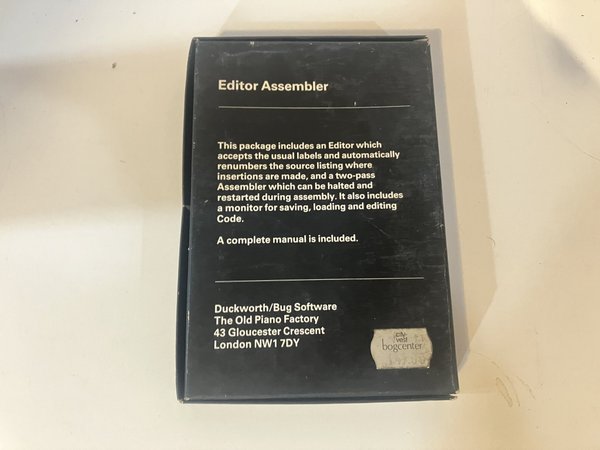 Editor Assembler
This package includes an Editor which
accepts the usual labels and automatically
renumbers the source listing where
insertions are made, and a two-pass
Assembler which can be halted and
restarted during assembly. It also includes
a monitor for saving, loading and editing
Code.
A complete manual is included.
Duckworth/Bug Software
The Old Piano Factory
43 Gloucester Crescent
London NW1 7DY
city
vest
bogcenter